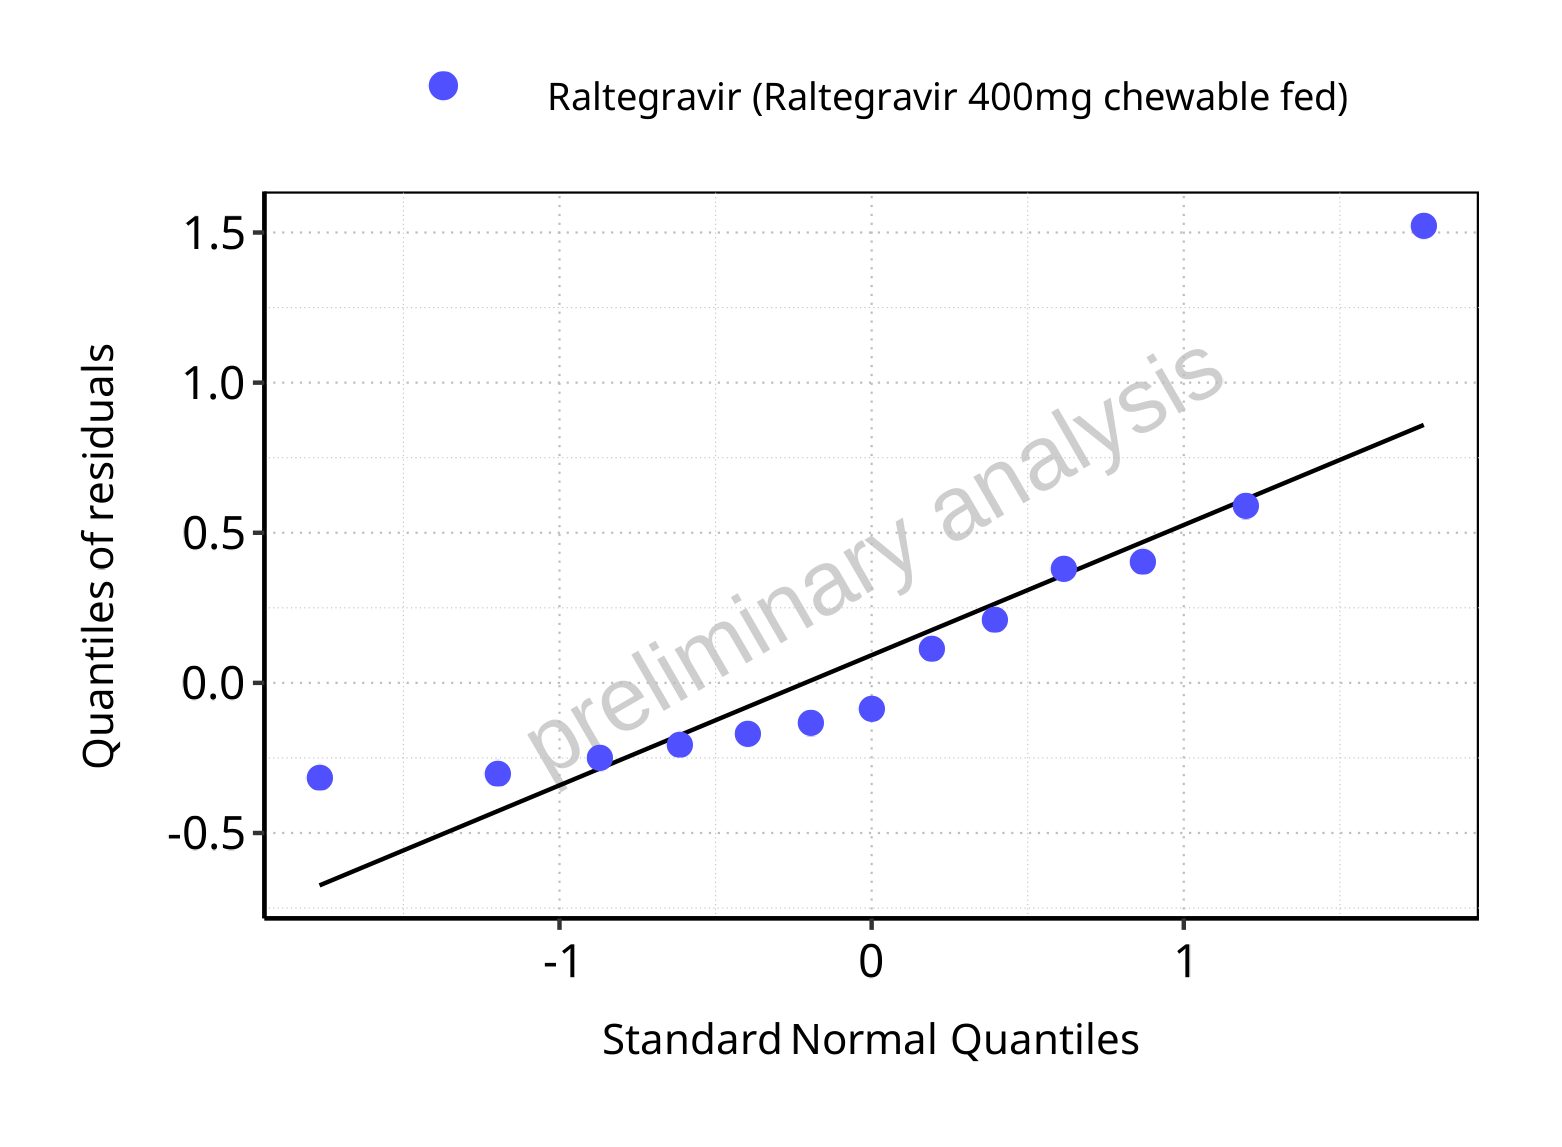 Raltegravir (Raltegravir 400mg chewable fed)
1.5
1.0
0.5
0.0
-0.5
Quantiles of residuals
preliminary analysis
-1
0
1
Standard Normal Quantiles